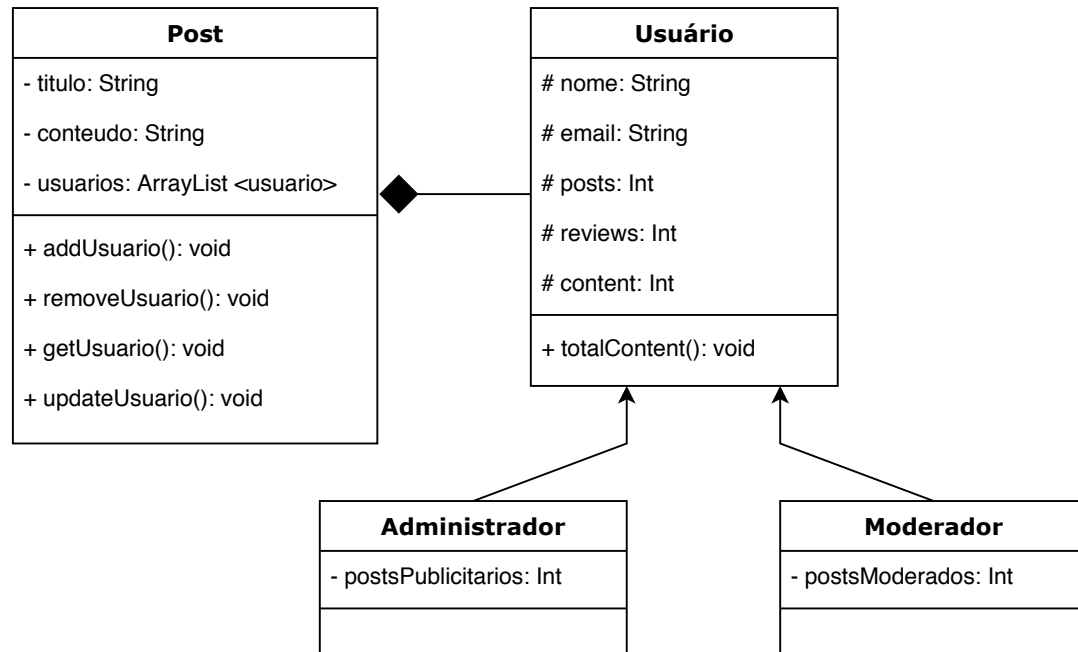 Post
- titulo: String
- conteudo: String
- usuarios: ArrayList <usuario>
+ addUsuario(): void
+ removeUsuario(): void
+ getUsuario(): void
+ updateUsuario(): void
Usuário
# nome: String
# email: String
# posts: Int
# reviews: Int
# content: Int
+ totalContent(): void
Administrador
- postsPublicitarios: Int
Moderador
- postsModerados: Int